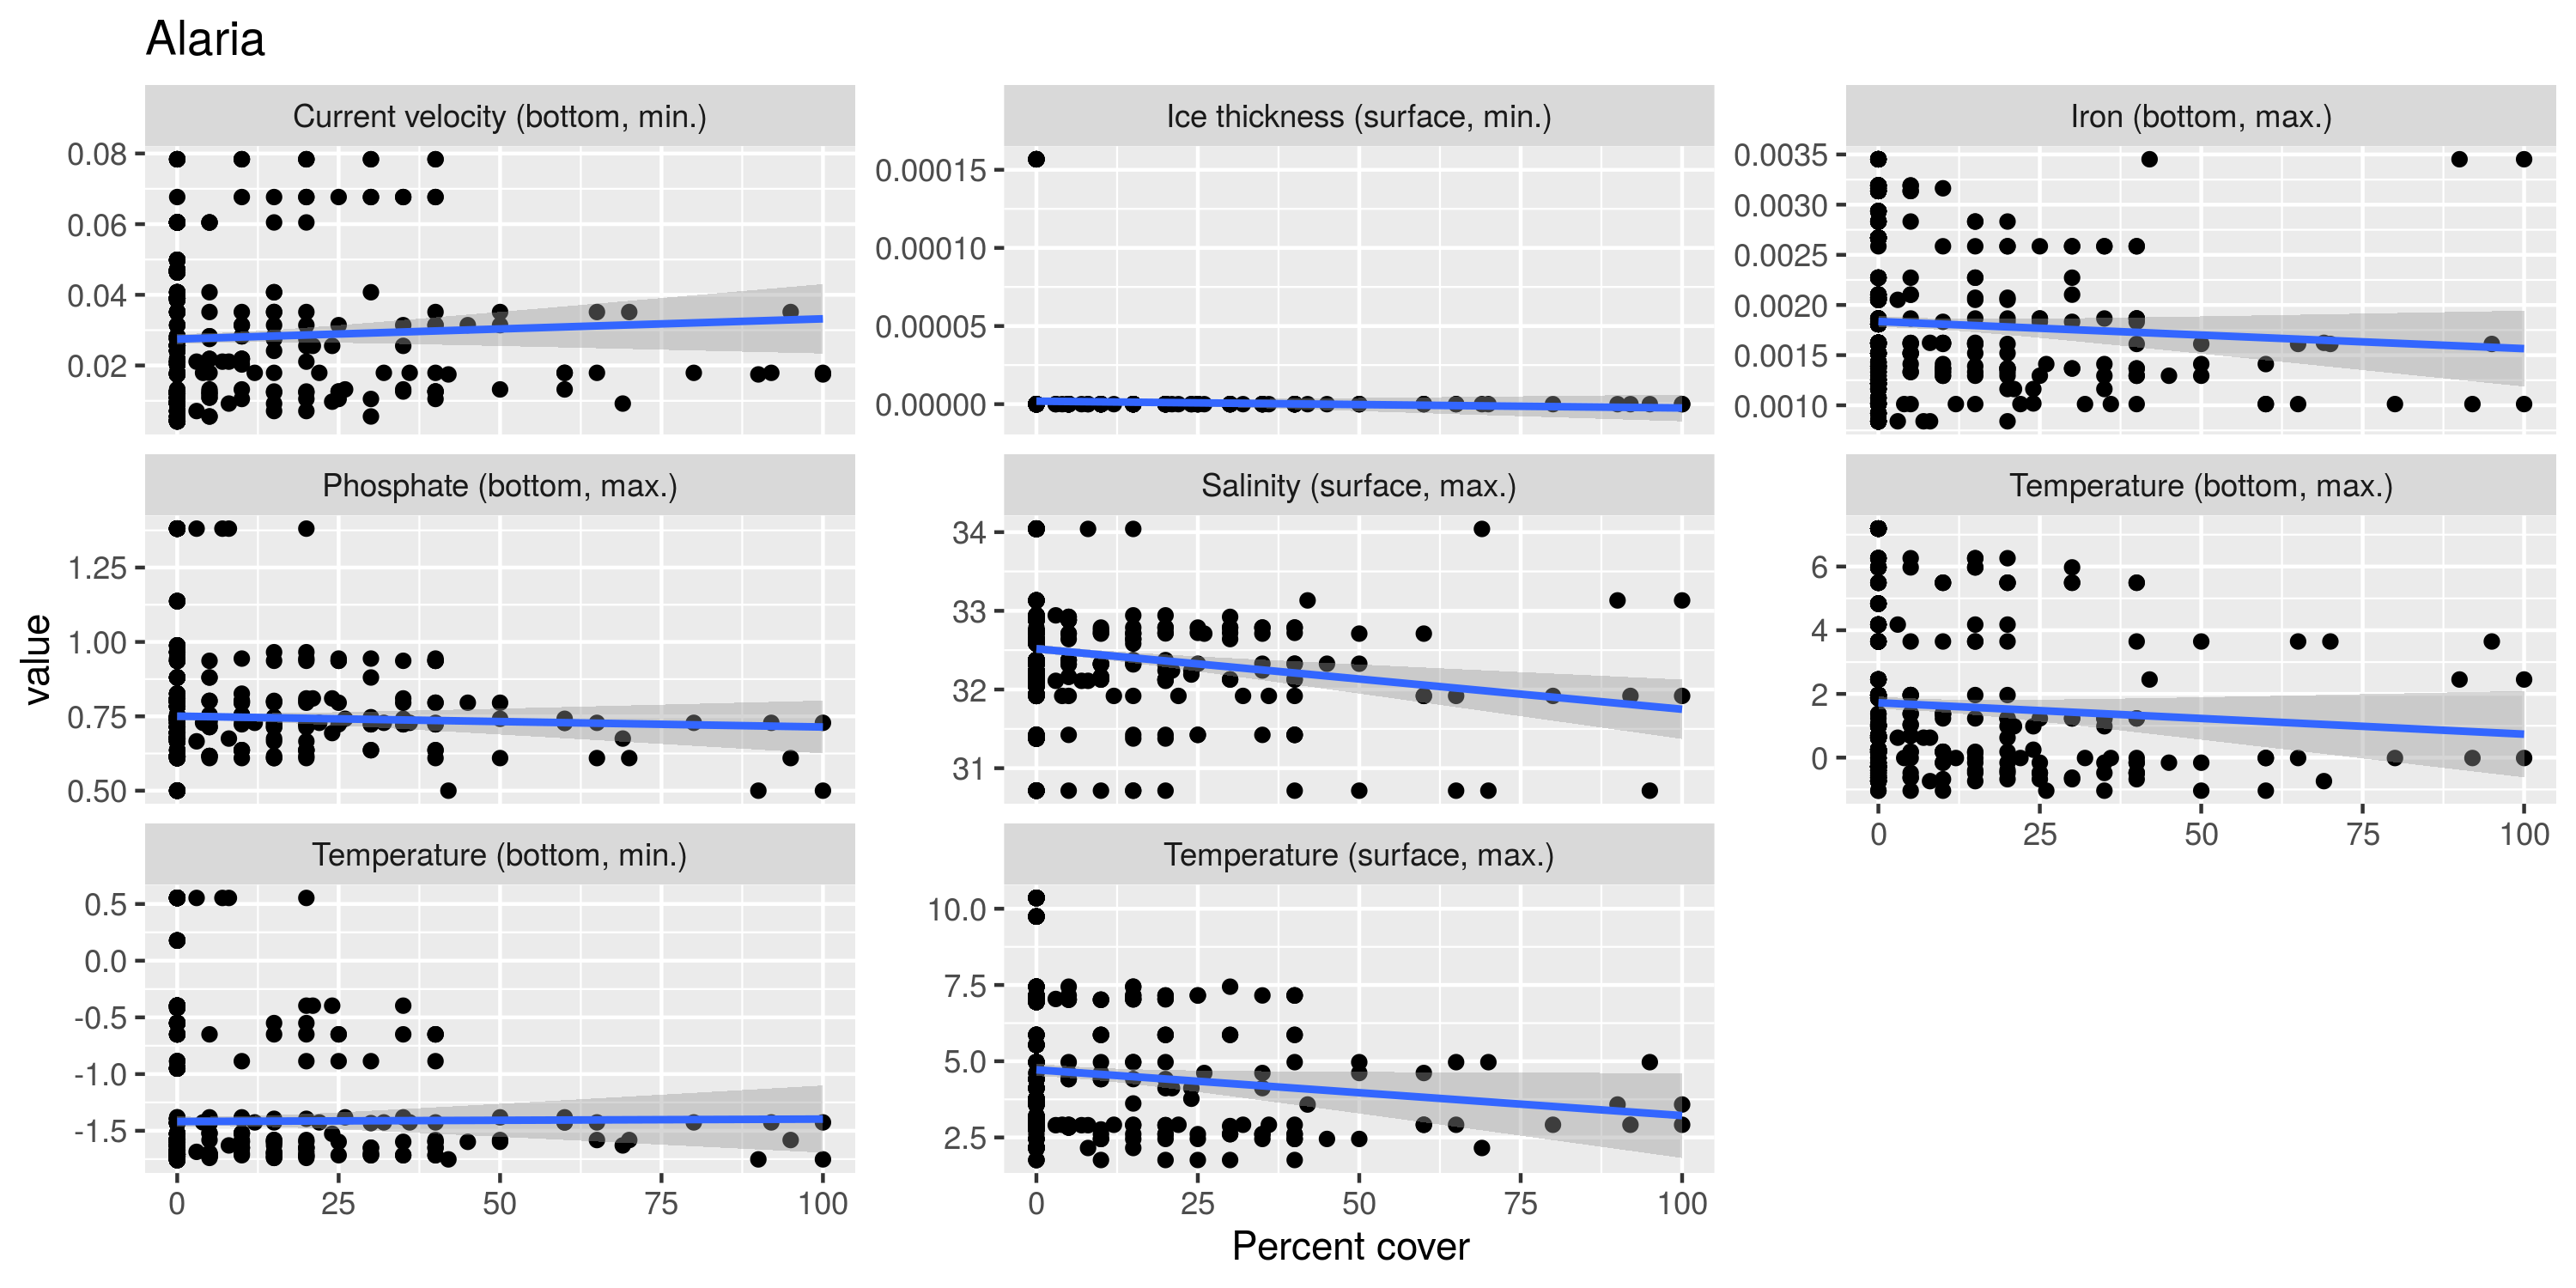 Alaria
Current velocity (bottom, min.)
Ice thickness (surface, min.)
Iron (bottom, max.)
0.08
0.06
0.04
0.02
0.00015
0.00010
0.00005
0.00000
0.0035
0.0030
0.0025
0.0020
0.0015
0.0010
Phosphate (bottom, max.)
Salinity (surface, max.)
Temperature (bottom, max.)
1.25
1.00
0.75
0.50
34
33
32
31
6
4
2
0
0 25 50 75 100
value
Temperature (bottom, min.)
Temperature (surface, max.)
0.5
0.0
-0.5
-1.0
-1.5
10.0
7.5
5.0
2.5
0 25 50 75 100
0 25 50 75 100
Percent cover